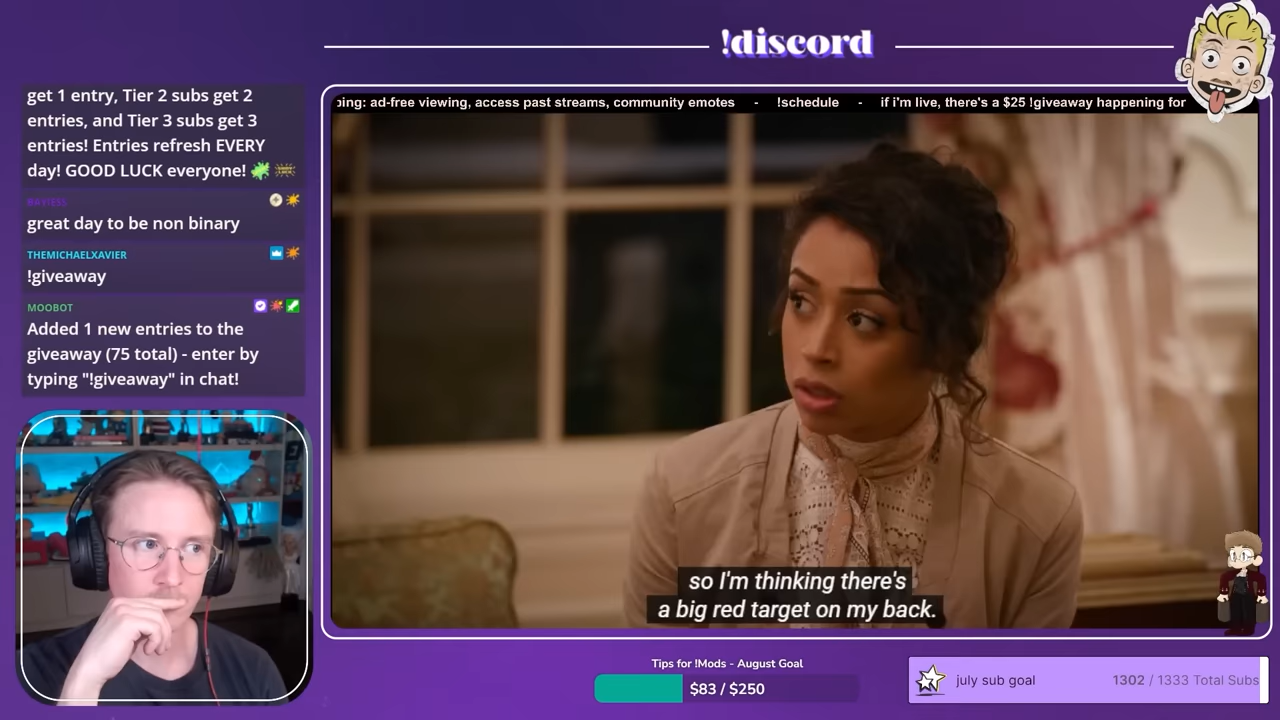 !discord
get 1 entry, Tier 2 subs get 2
entries, and Tier 3 subs get 3
entries! Entries refresh EVERY
day! GOOD LUCK everyone!
great day to be non binary
THEMICHAELXAVIER
!giveaway
MOOBOT
Added 1 new entries to the
giveaway (75 total) - enter by
typing "!giveaway" in chat!
ping: ad-free viewing, access past streams, community emotes - !schedule - if i'm live, there's a $25 !giveaway happening for
so I'm thinking there's
a big red target on my back.
Tips for !Mods - August Goal
$83 / $250
july sub goal 1302 / 1333 Total Subs